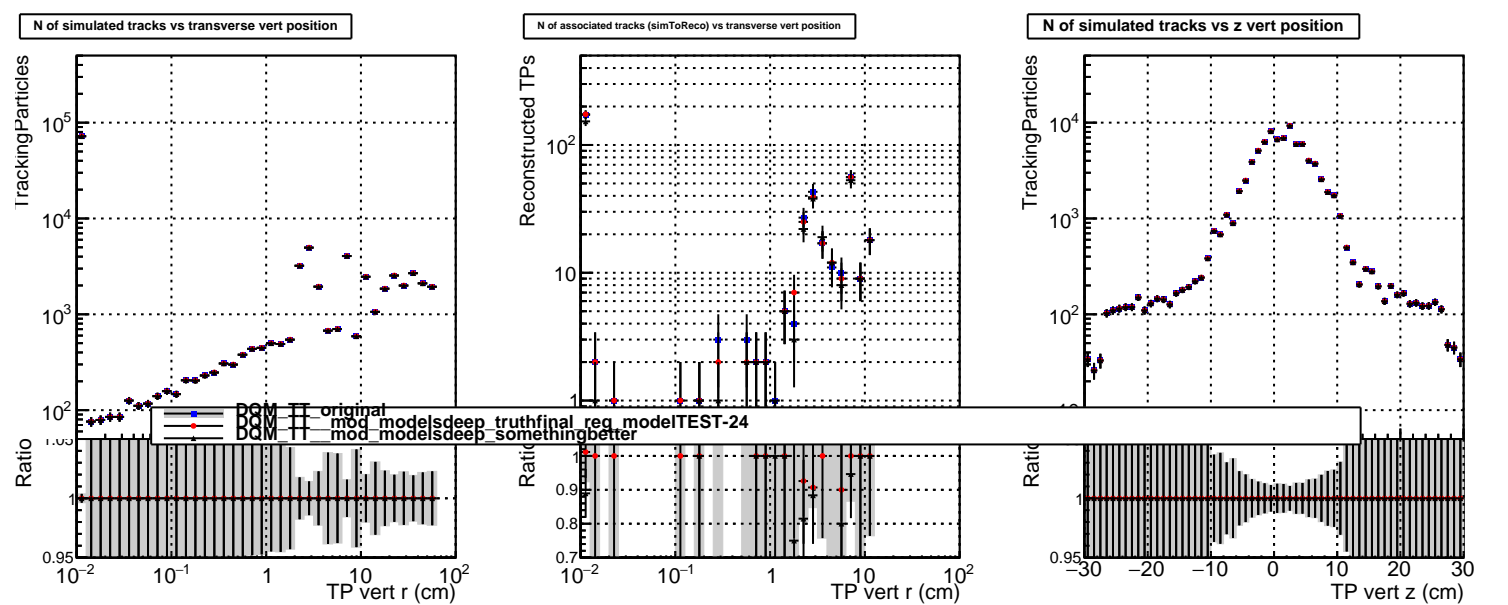 N of simulated tracks vs transverse vert position
TrackingParticles
10^5
10^4
10^3
10^2
Ratio
1.05
1
0.95
10^−2 10^−1 1 10 10^2
TP vert r (cm)
N of associated tracks (simToReco) vs transverse vert position
Reconstructed TPs
10^2
10
1
Ratio
1
0.9
0.8
0.7
10^−2 10^−1 1 10 10^2
TP vert r (cm)
N of simulated tracks vs z vert position
TrackingParticles
10^4
10^3
10^2
10
Ratio
1
0.95
−30 −20 −10 0 10 20 30
TP vert z (cm)
DQM_TT_original
DQM_TT__mod_modelsdeep_truthfinal_reg_modelTEST-24
DQM_TT__mod_modelsdeep_somethingbetter